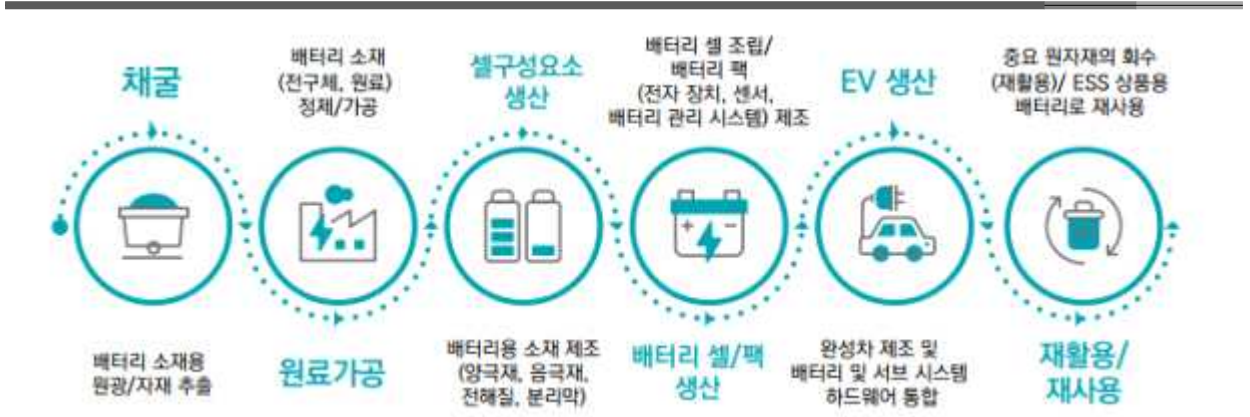 채굴
배터리 소재용
원광/자재 추출
배터리 소재
(전구체, 원료)
정제/가공
원료가공
셀구성요소
생산
배터리용 소재 제조
(양극재, 음극재,
전해질, 분리막)
배터리 셀 조립/
배터리 팩
(전자 장치, 센서,
배터리 관리 시스템) 제조
배터리 셀/팩
생산
EV 생산
완성차 제조 및
배터리 및 서브 시스템
하드웨어 통합
중요 원자재의 회수
(재활용)/ ESS 상품용
배터리로 재사용
재활용/
재사용